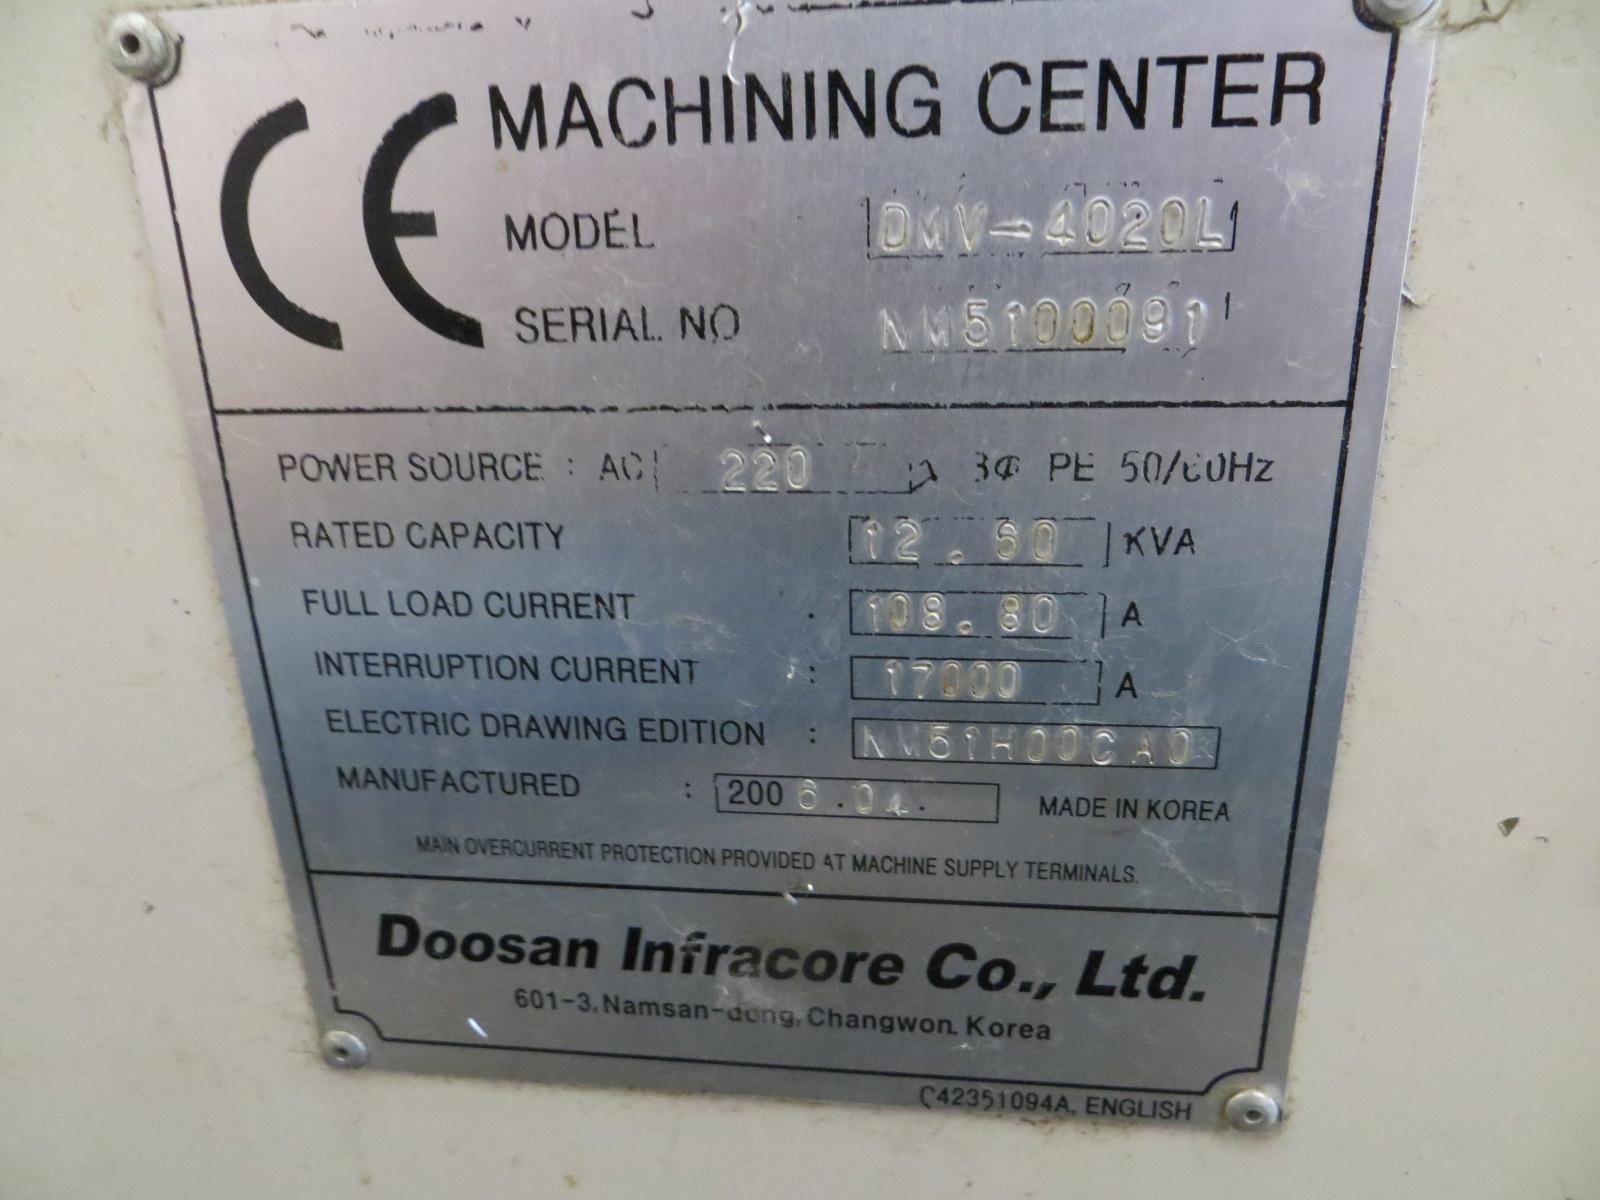 CE MACHINING CENTER
MODEL DMV-4020L
SERIAL NO NM5100091
POWER SOURCE : AC 220 3Φ PE 50/60Hz
RATED CAPACITY 12.60 KVA
FULL LOAD CURRENT : 108.80 A
INTERRUPTION CURRENT : 17000 A
ELECTRIC DRAWING EDITION : NM51H00CA0
MANUFACTURED : 2006.04. MADE IN KOREA
MAIN OVERCURRENT PROTECTION PROVIDED AT MACHINE SUPPLY TERMINALS.
Doosan Infracore Co., Ltd.
601-3, Namsan-dong, Changwon, Korea
C42351094A, ENGLISH